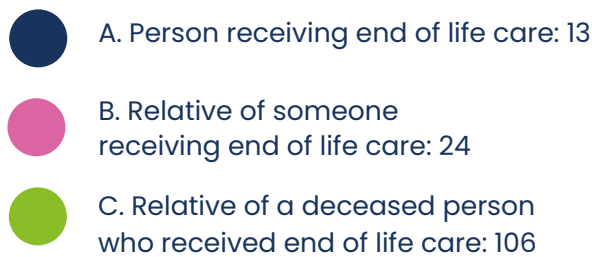 A. Person receiving end of life care: 13
B. Relative of someone
receiving end of life care: 24
C. Relative of a deceased person
who received end of life care: 106